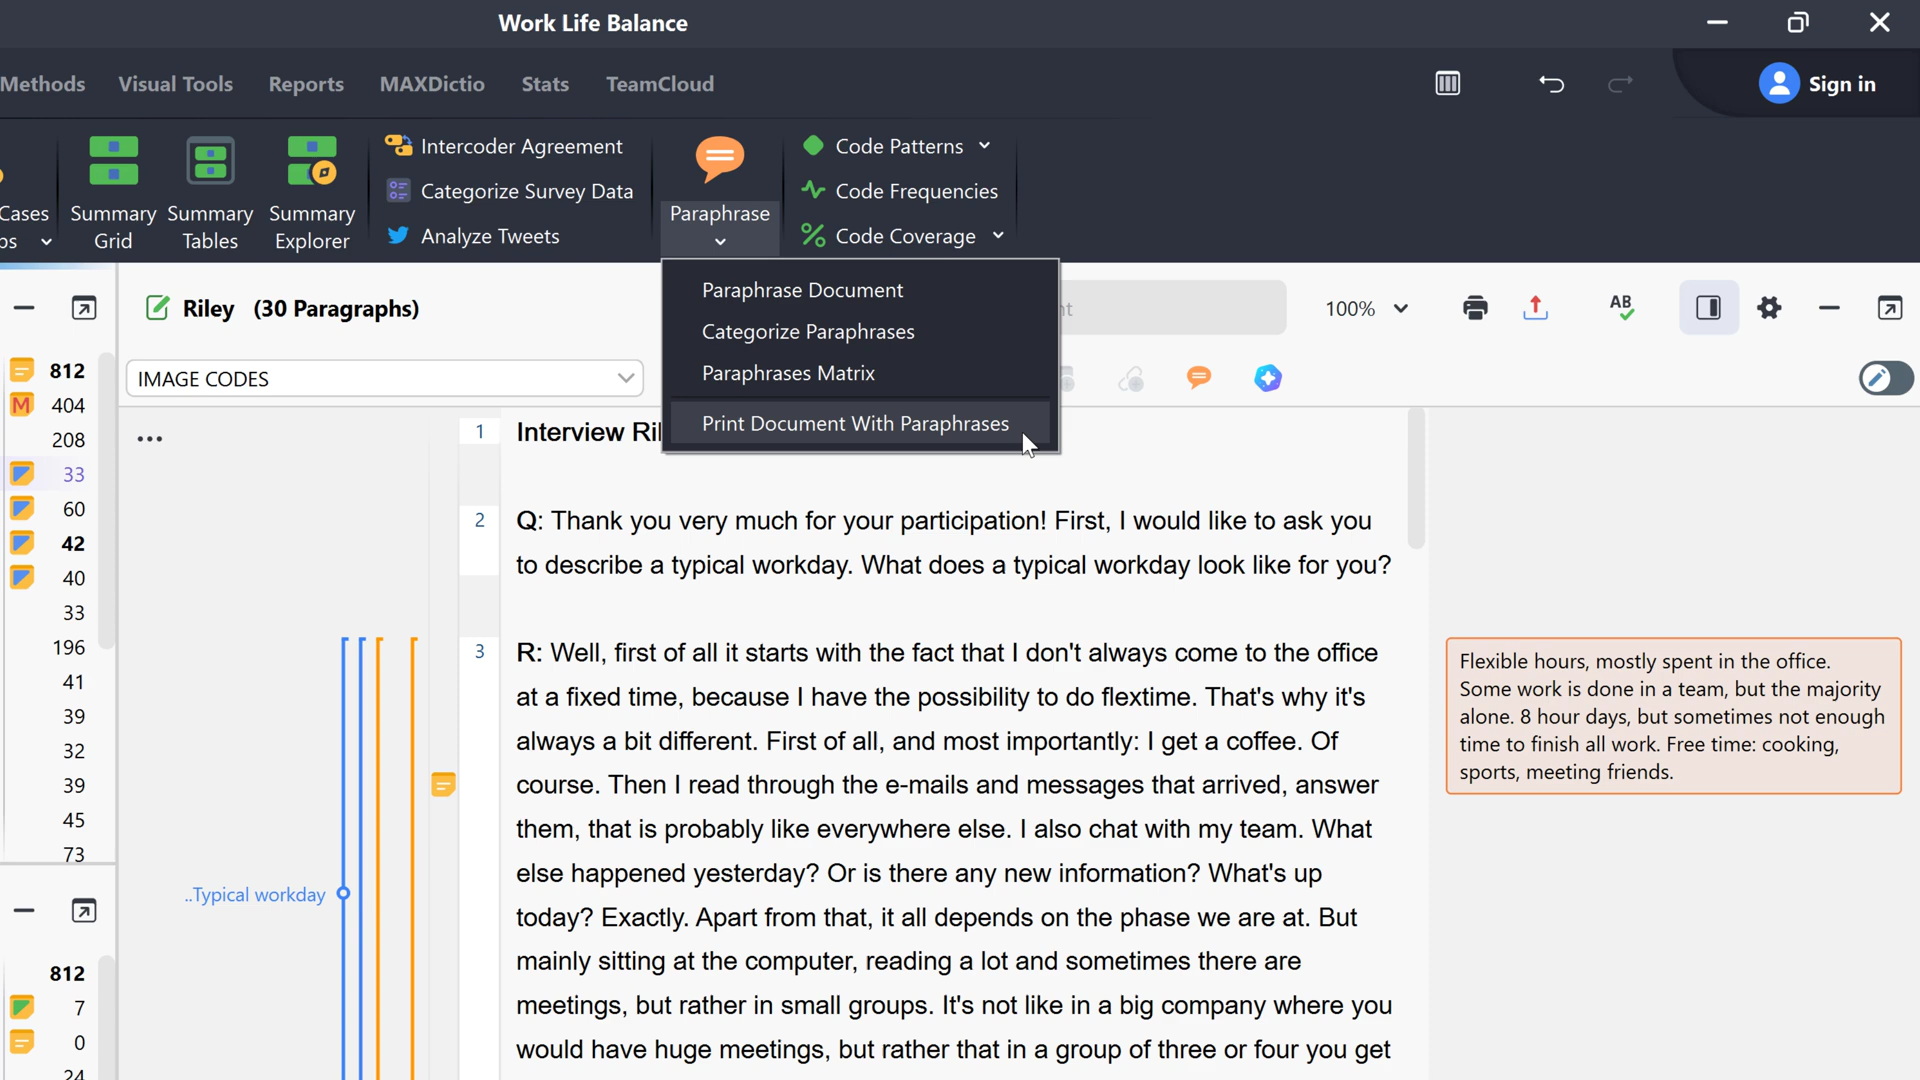 Work Life Balance
Methods Visual Tools Reports MAXDictio Stats TeamCloud Sign in
Cases
ps
Summary
Grid
Summary
Tables
Summary
Explorer
Intercoder Agreement
Categorize Survey Data
Analyze Tweets
Paraphrase
Code Patterns
Code Frequencies
Code Coverage
Paraphrase Document
Categorize Paraphrases
Paraphrases Matrix
Print Document With Paraphrases
Riley (30 Paragraphs)
100%
AB
IMAGE CODES
812
M 404
208
33
60
42
40
33
196
41
39
32
39
45
73
812
7
0
24
..Typical workday
1 Interview Ril
2 Q: Thank you very much for your participation! First, I would like to ask you
to describe a typical workday. What does a typical workday look like for you?
3 R: Well, first of all it starts with the fact that I don't always come to the office
at a fixed time, because I have the possibility to do flextime. That's why it's
always a bit different. First of all, and most importantly: I get a coffee. Of
course. Then I read through the e-mails and messages that arrived, answer
them, that is probably like everywhere else. I also chat with my team. What
else happened yesterday? Or is there any new information? What's up
today? Exactly. Apart from that, it all depends on the phase we are at. But
mainly sitting at the computer, reading a lot and sometimes there are
meetings, but rather in small groups. It's not like in a big company where you
would have huge meetings, but rather that in a group of three or four you get
Flexible hours, mostly spent in the office.
Some work is done in a team, but the majority
alone. 8 hour days, but sometimes not enough
time to finish all work. Free time: cooking,
sports, meeting friends.